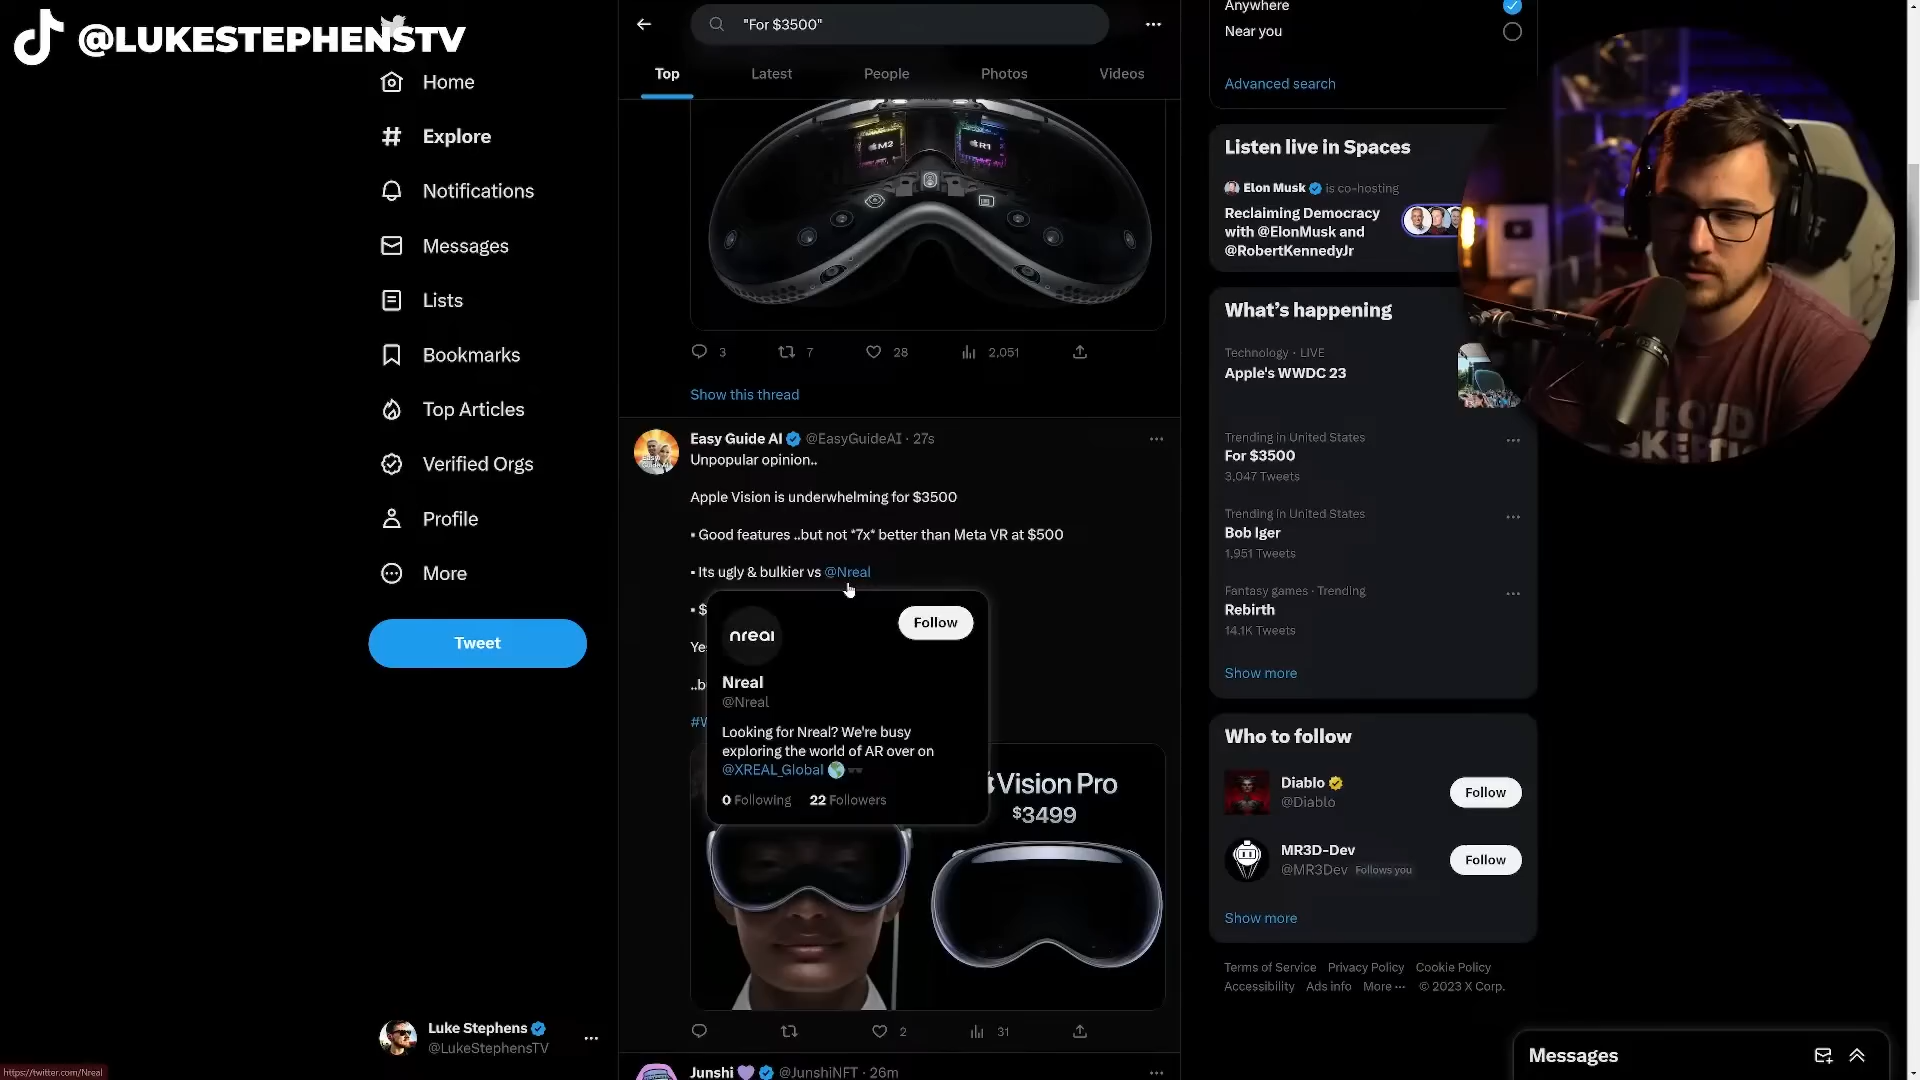 @LUKESTEPHENSTV
Home
Explore
Notifications
Messages
Lists
Bookmarks
Top Articles
Verified Orgs
Profile
More
Tweet
Luke Stephens
@LukeStephensTV
https://twitter.com/Nreal
"For $3500"
Top
Latest
People
Photos
Videos
M2
R1
3
7
28
2,051
Show this thread
Easy Guide AI @EasyGuideAI · 27s
Unpopular opinion..
Apple Vision is underwhelming for $3500
▪ Good features ..but not *7x* better than Meta VR at $500
▪ Its ugly & bulkier vs @Nreal
▪ $
Ye
..b
nreal
Follow
Nreal
@Nreal
Looking for Nreal? We're busy
exploring the world of AR over on
@XREAL_Global 🌎🕶️
0 Following 22 Followers
Vision Pro
$3499
2
31
Junshi 💜 @JunshiNFT · 26m
Anywhere
Near you
Advanced search
Listen live in Spaces
Elon Musk is co-hosting
Reclaiming Democracy
with @ElonMusk and
@RobertKennedyJr
What's happening
Technology · LIVE
Apple's WWDC 23
Trending in United States
For $3500
3,047 Tweets
Trending in United States
Bob Iger
1,951 Tweets
Fantasy games · Trending
Rebirth
14.1K Tweets
Show more
Who to follow
Diablo
@Diablo
Follow
MR3D-Dev
@MR3Dev Follows you
Follow
Show more
Terms of Service Privacy Policy Cookie Policy
Accessibility Ads info More ··· © 2023 X Corp.
Messages